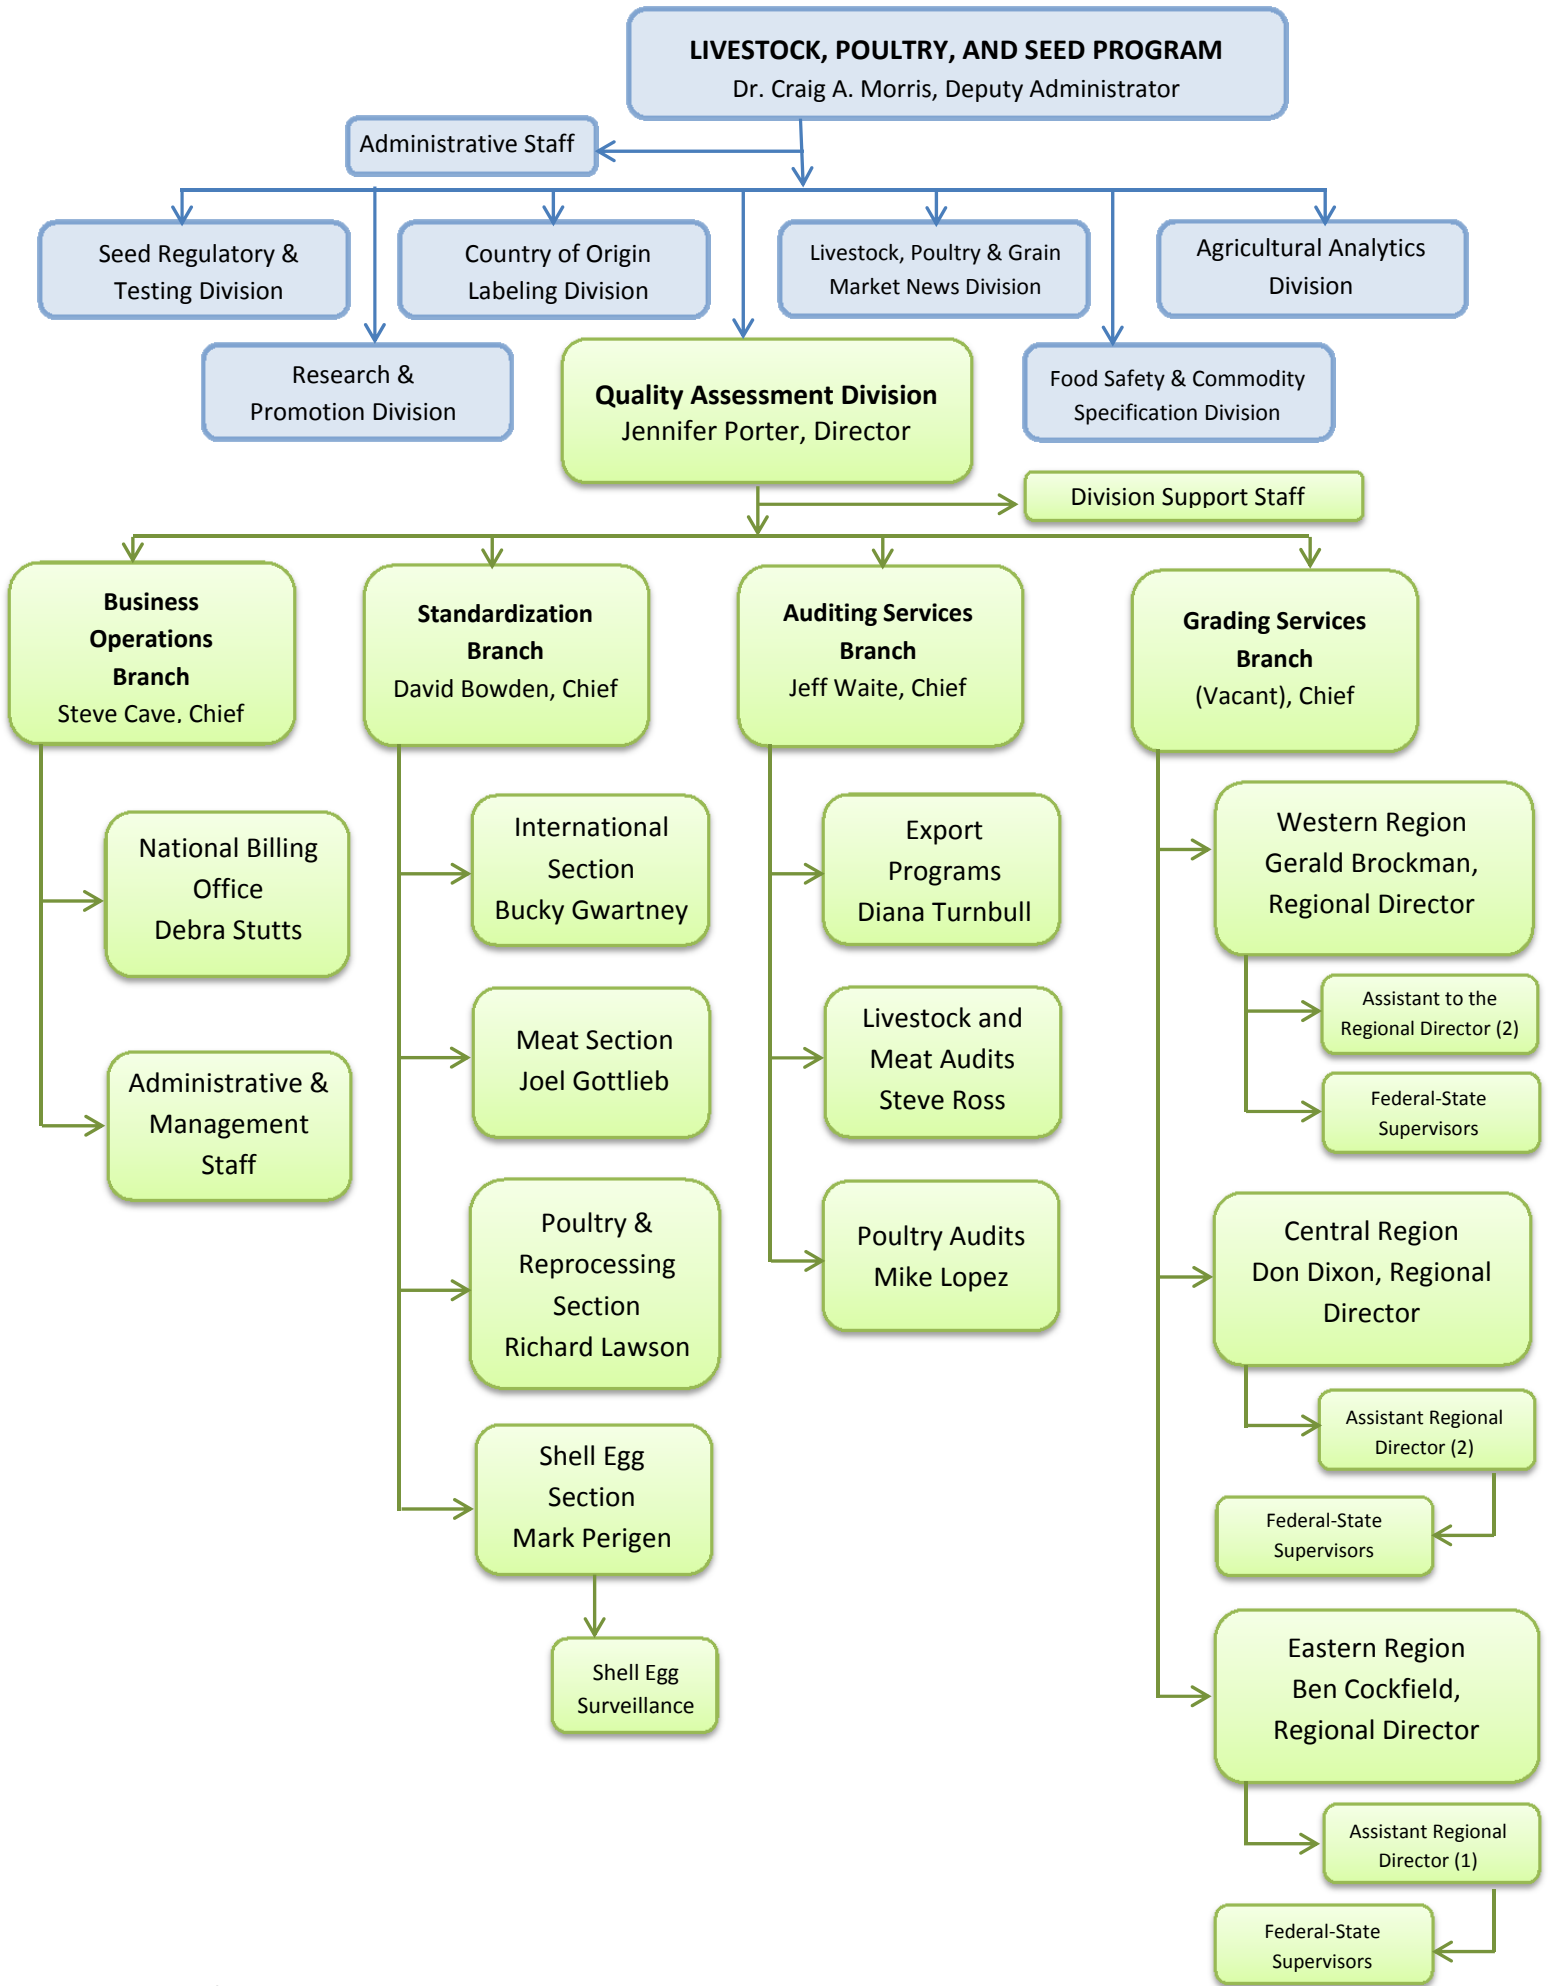 LIVESTOCK, POULTRY, AND SEED PROGRAM
Dr. Craig A. Morris, Deputy Administrator
Administrative Staff
Seed Regulatory &
Testing Division
Country of Origin
Labeling Division
Livestock, Poultry & Grain
Market News Division
Agricultural Analytics
Division
Research &
Promotion Division
Quality Assessment Division
Jennifer Porter, Director
Food Safety & Commodity
Specification Division
Division Support Staff
Business
Operations
Branch
Steve Cave, Chief
Standardization
Branch
David Bowden, Chief
Auditing Services
Branch
Jeff Waite, Chief
Grading Services
Branch
(Vacant), Chief
National Billing
Office
Debra Stutts
Administrative &
Management
Staff
International
Section
Bucky Gwartney
Meat Section
Joel Gottlieb
Poultry &
Reprocessing
Section
Richard Lawson
Shell Egg
Section
Mark Perigen
Shell Egg
Surveillance
Export
Programs
Diana Turnbull
Livestock and
Meat Audits
Steve Ross
Poultry Audits
Mike Lopez
Western Region
Gerald Brockman,
Regional Director
Assistant to the
Regional Director (2)
Federal-State
Supervisors
Central Region
Don Dixon, Regional
Director
Assistant Regional
Director (2)
Federal-State
Supervisors
Eastern Region
Ben Cockfield,
Regional Director
Assistant Regional
Director (1)
Federal-State
Supervisors